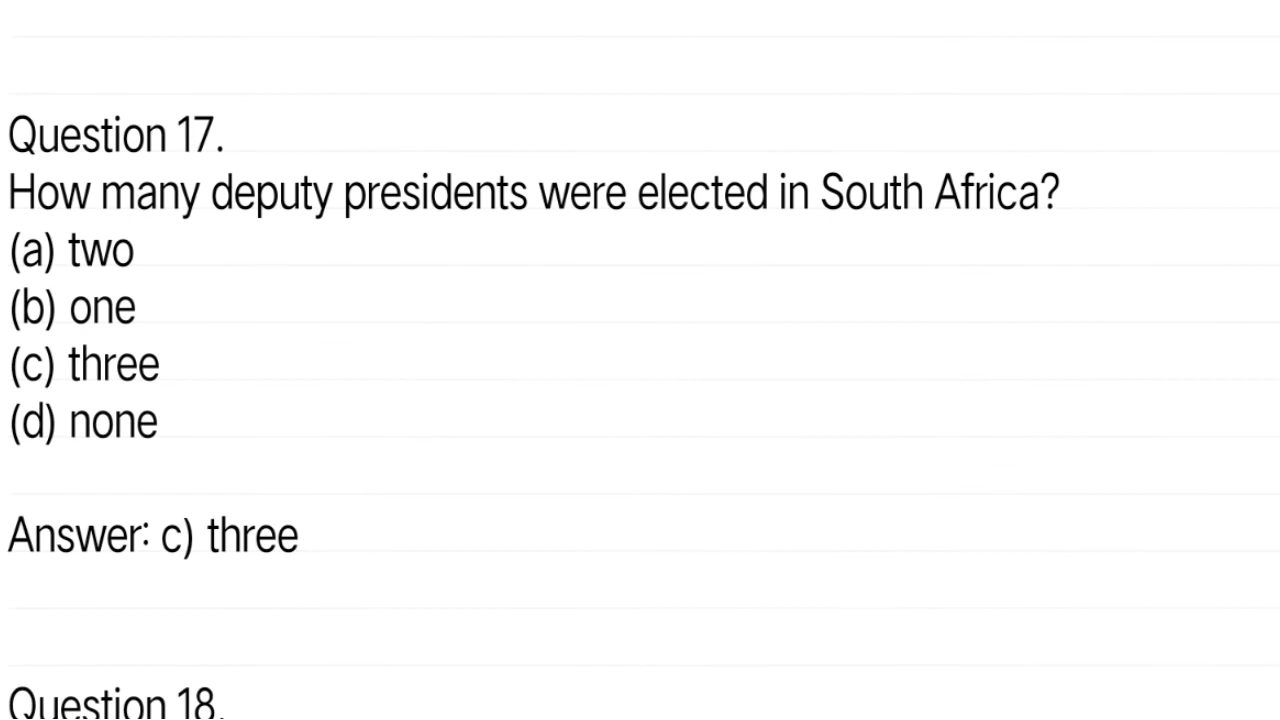 Question 17.
How many deputy presidents were elected in South Africa?
(a) two
(b) one
(c) three
(d) none
Answer: c) three
Question 18.